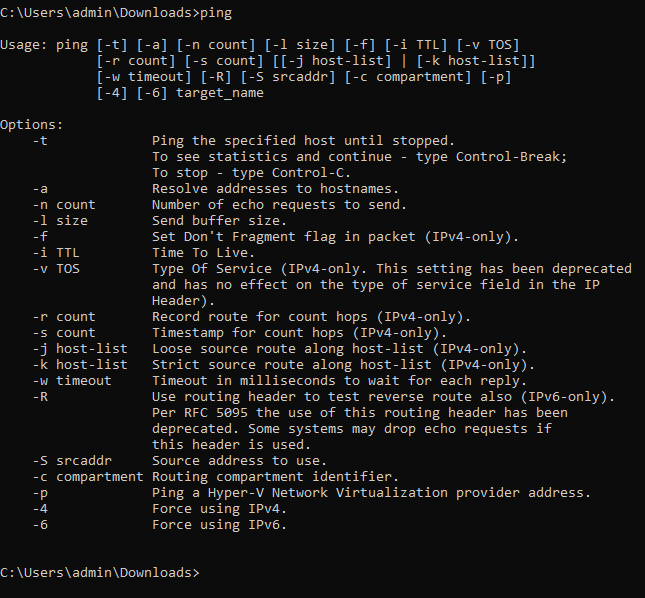 C:\Users\admin\Downloads>ping
Usage: ping [-t] [-a] [-n count] [-l size] [-f] [-i TTL] [-v TOS]
            [-r count] [-s count] [[-j host-list] | [-k host-list]]
            [-w timeout] [-R] [-S srcaddr] [-c compartment] [-p]
            [-4] [-6] target_name
Options:
    -t             Ping the specified host until stopped.
                   To see statistics and continue - type Control-Break;
                   To stop - type Control-C.
    -a             Resolve addresses to hostnames.
    -n count       Number of echo requests to send.
    -l size        Send buffer size.
    -f             Set Don't Fragment flag in packet (IPv4-only).
    -i TTL         Time To Live.
    -v TOS         Type Of Service (IPv4-only. This setting has been deprecated
                   and has no effect on the type of service field in the IP
                   Header).
    -r count       Record route for count hops (IPv4-only).
    -s count       Timestamp for count hops (IPv4-only).
    -j host-list   Loose source route along host-list (IPv4-only).
    -k host-list   Strict source route along host-list (IPv4-only).
    -w timeout     Timeout in milliseconds to wait for each reply.
    -R             Use routing header to test reverse route also (IPv6-only).
                   Per RFC 5095 the use of this routing header has been
                   deprecated. Some systems may drop echo requests if
                   this header is used.
    -S srcaddr     Source address to use.
    -c compartment Routing compartment identifier.
    -p             Ping a Hyper-V Network Virtualization provider address.
    -4             Force using IPv4.
    -6             Force using IPv6.
C:\Users\admin\Downloads>